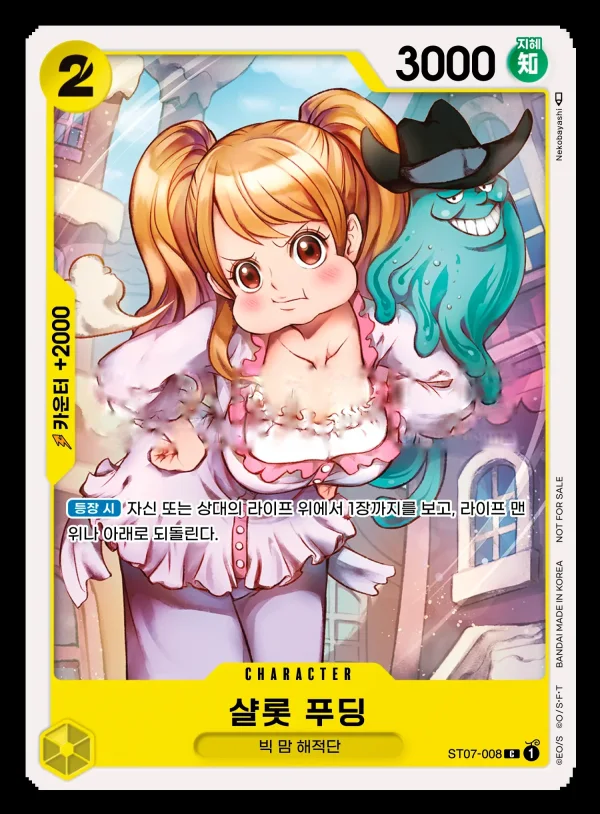 2
3000
지혜
知
Nekobayashi
카운터 +2000
등장 시 자신 또는 상대의 라이프 위에서 1장까지를 보고, 라이프 맨
위나 아래로 되돌린다.
CHARACTER
샬롯 푸딩
빅 맘 해적단
ST07-008 C 1
©E.O/S ©O/S·F·T BANDAI MADE IN KOREA NOT FOR SALE